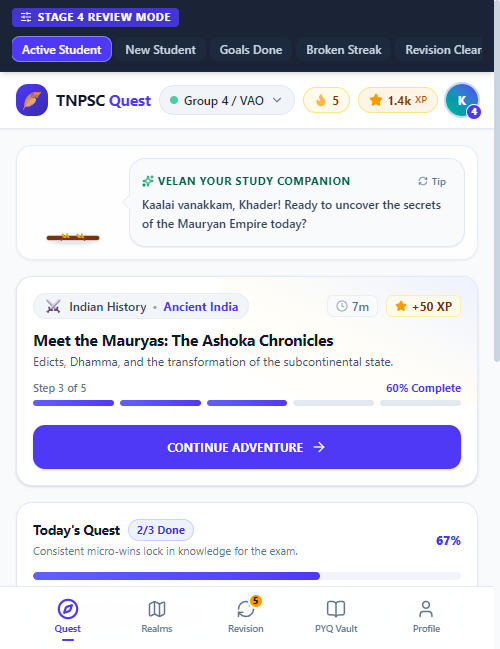 STAGE 4 REVIEW MODE
Active Student
New Student
Goals Done
Broken Streak
Revision Clear
TNPSC Quest
Group 4 / VAO
5
1.4k XP
K
4
VELAN YOUR STUDY COMPANION
Tip
Kaalai vanakkam, Khader! Ready to uncover the secrets
of the Mauryan Empire today?
Indian History • Ancient India
7m
+50 XP
Meet the Mauryas: The Ashoka Chronicles
Edicts, Dhamma, and the transformation of the subcontinental state.
Step 3 of 5
60% Complete
CONTINUE ADVENTURE
Today's Quest
2/3 Done
67%
Consistent micro-wins lock in knowledge for the exam.
Quest
Realms
5
Revision
PYQ Vault
Profile